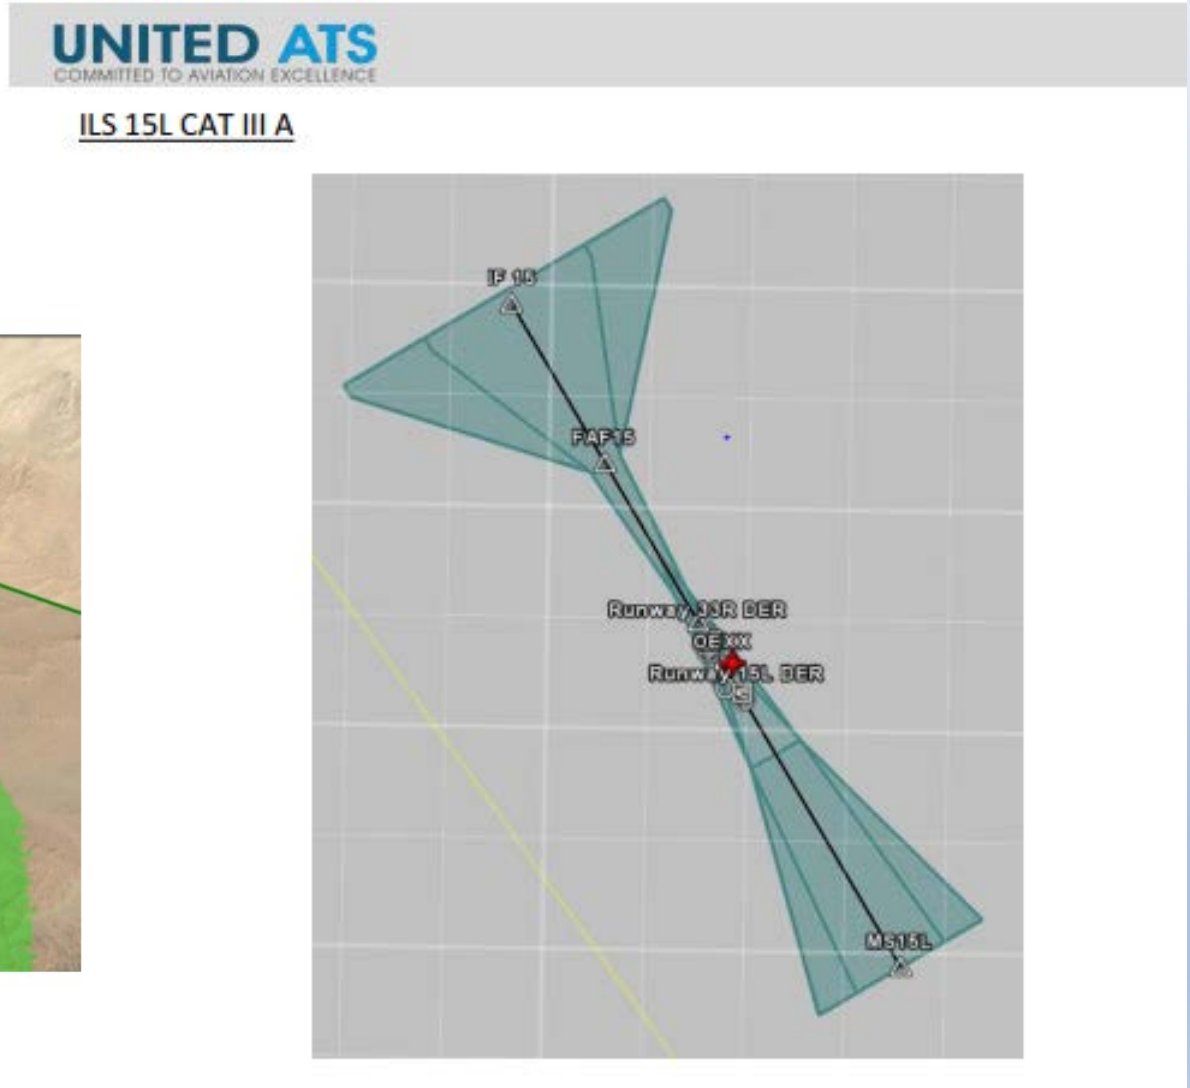 UNITED ATS
COMMITTED TO AVIATION EXCELLENCE
ILS 15L CAT III A
IF 15
FAF15
Runway 33R DER
OEXX
Runway 15L DER
MS15L